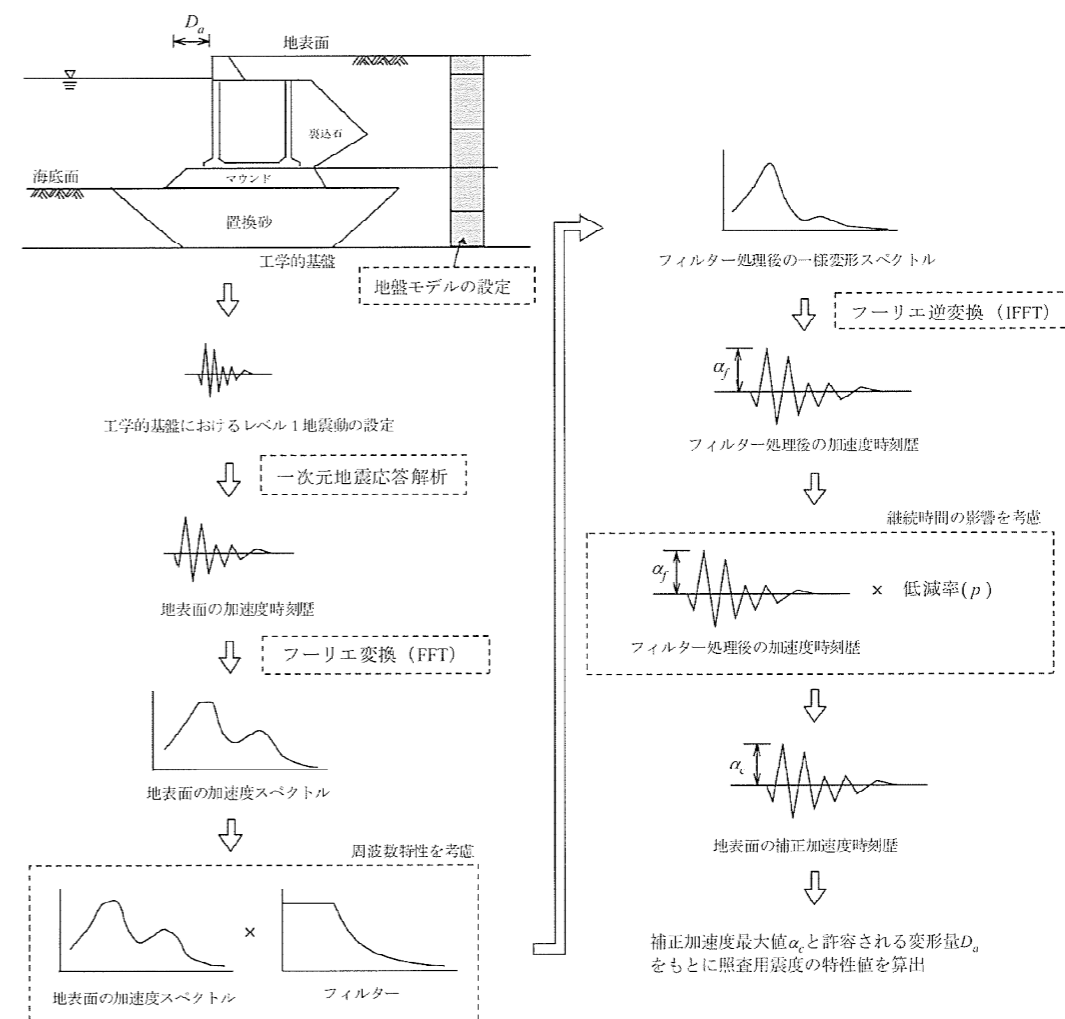 D_a
地表面
裏込石
海底面
マウンド
置換砂
工学的基盤
地盤モデルの設定
工学的基盤におけるレベル1地震動の設定
一次元地震応答解析
地表面の加速度時刻歴
フーリエ変換（FFT）
地表面の加速度スペクトル
周波数特性を考慮
×
地表面の加速度スペクトル
フィルター
フィルター処理後の一様変形スペクトル
フーリエ逆変換（IFFT）
α_f
フィルター処理後の加速度時刻歴
継続時間の影響を考慮
α_f
× 低減率(p)
フィルター処理後の加速度時刻歴
α_c
地表面の補正加速度時刻歴
補正加速度最大値α_cと許容される変形量D_a
をもとに照査用震度の特性値を算出